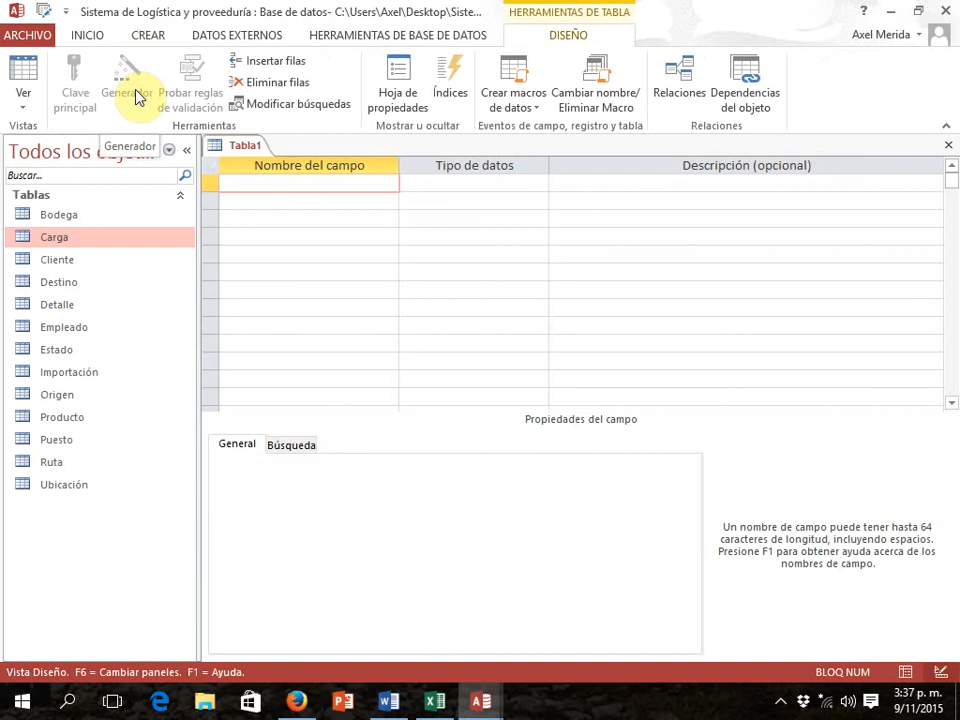 Sistema de Logística y proveeduría : Base de datos- C:\Users\Axel\Desktop\Siste...
HERRAMIENTAS DE TABLA
ARCHIVO INICIO CREAR DATOS EXTERNOS HERRAMIENTAS DE BASE DE DATOS DISEÑO Axel Merida
Ver
Clave principal
Generador
Probar reglas de validación
Insertar filas
Eliminar filas
Modificar búsquedas
Hoja de propiedades
Índices
Crear macros de datos
Cambiar nombre/ Eliminar Macro
Relaciones
Dependencias del objeto
Vistas Herramientas Mostrar u ocultar Eventos de campo, registro y tabla Relaciones
Generador
Todos los
Buscar...
Tablas
Bodega
Carga
Cliente
Destino
Detalle
Empleado
Estado
Importación
Origen
Producto
Puesto
Ruta
Ubicación
Tabla1
Nombre del campo Tipo de datos Descripción (opcional)
Propiedades del campo
General Búsqueda
Un nombre de campo puede tener hasta 64
caracteres de longitud, incluyendo espacios.
Presione F1 para obtener ayuda acerca de los
nombres de campo.
Vista Diseño. F6 = Cambiar paneles. F1 = Ayuda.
BLOQ NUM
3:37 p. m.
9/11/2015